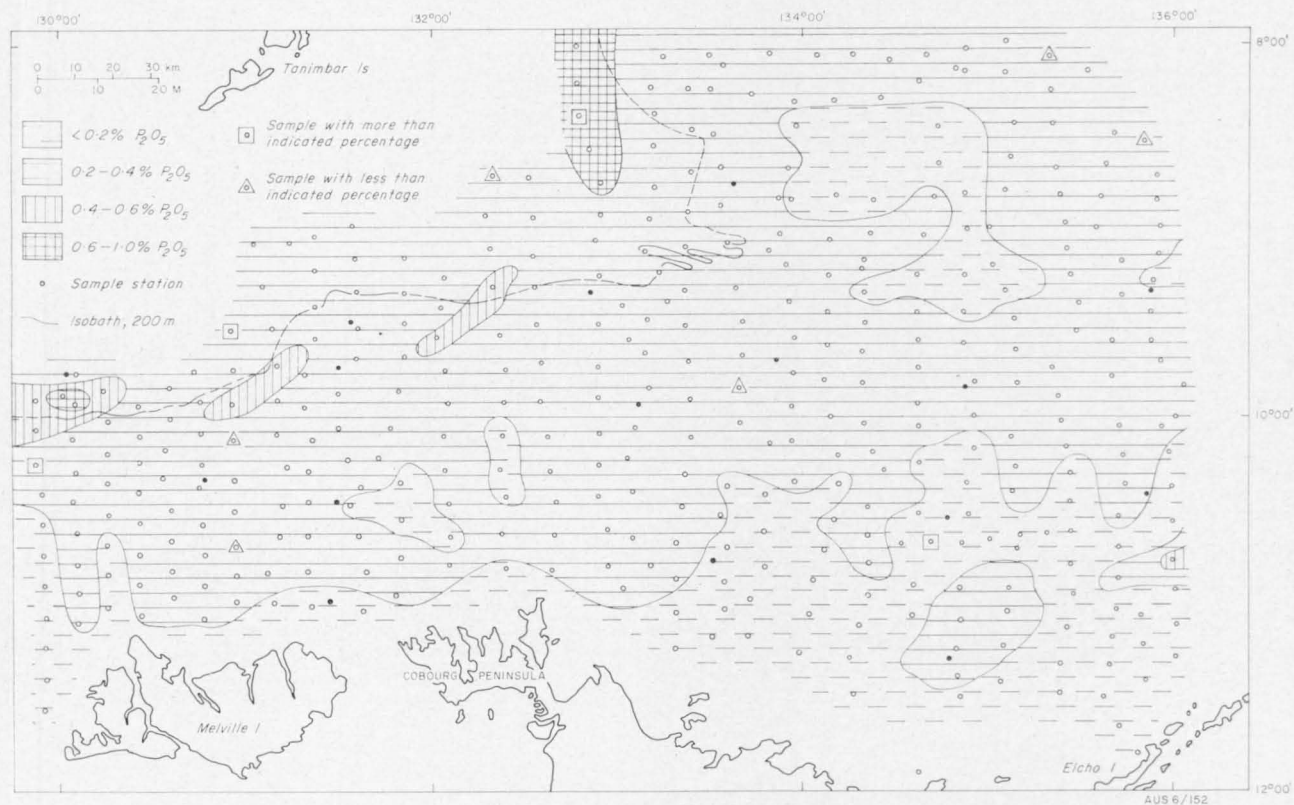 130°00'
132°00'
134°00'
136°00'
8°00'
0 10 20 30 km
0 10 20 M
Tanimbar Is
<0·2% P₂O₅
0·2–0·4% P₂O₅
0·4–0·6% P₂O₅
0·6–1·0% P₂O₅
Sample station
Isobath, 200 m
Sample with more than
indicated percentage
Sample with less than
indicated percentage
10°00'
COBOURG PENINSULA
Melville I
Elcho I
12°00'
AUS 6/152